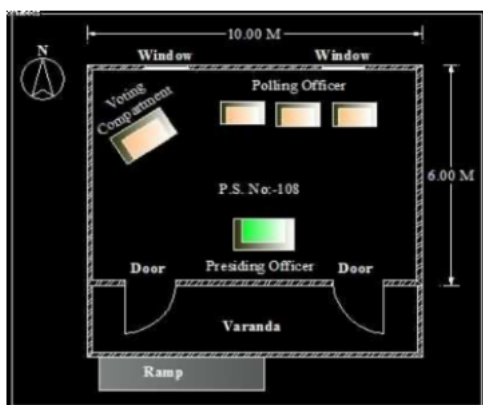 10.00 M
N
Window
Window
Voting
Compartment
Polling Officer
6.00 M
P.S. No:-108
Door
Presiding Officer
Door
Varanda
Ramp